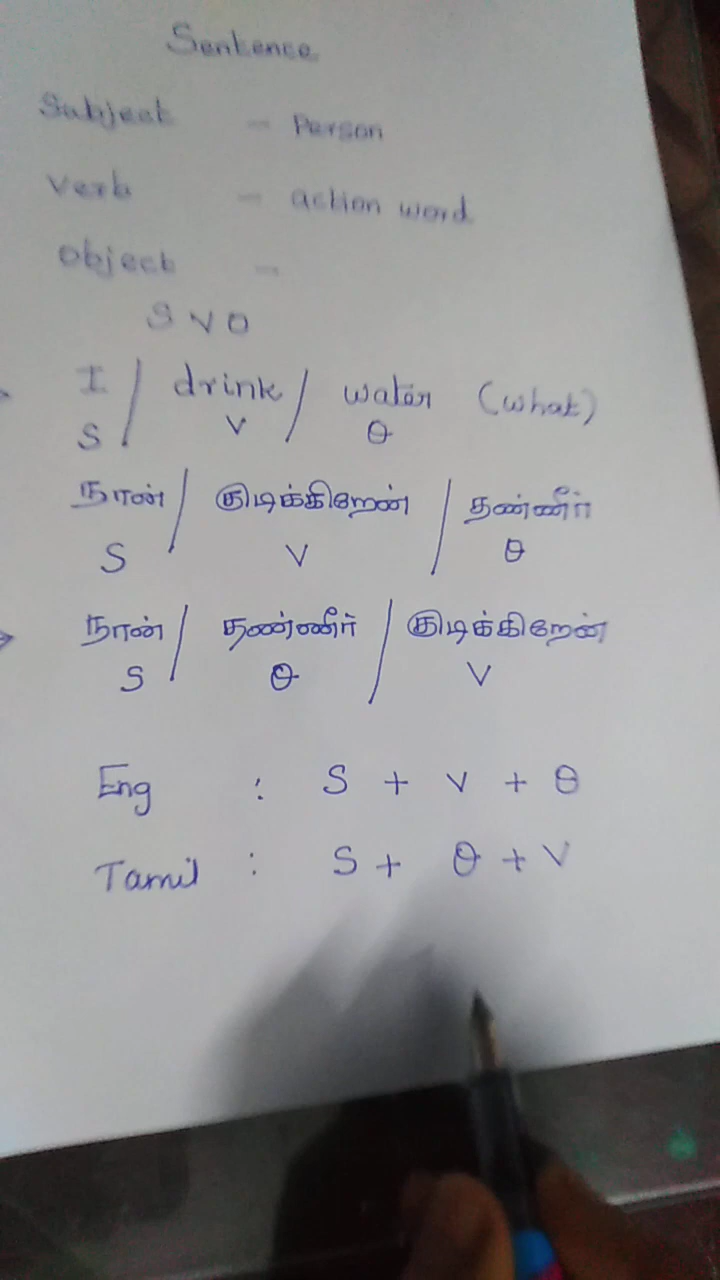 Sentence
Subject - Person
Verb - action word
Object -
S V O
I / drink / water (what)
S V O
நான் / குடிக்கிறேன் / தண்ணீர்
S V O
நான் / தண்ணீர் / குடிக்கிறேன்
S O V
Eng : S + V + O
Tamil : S + O + V